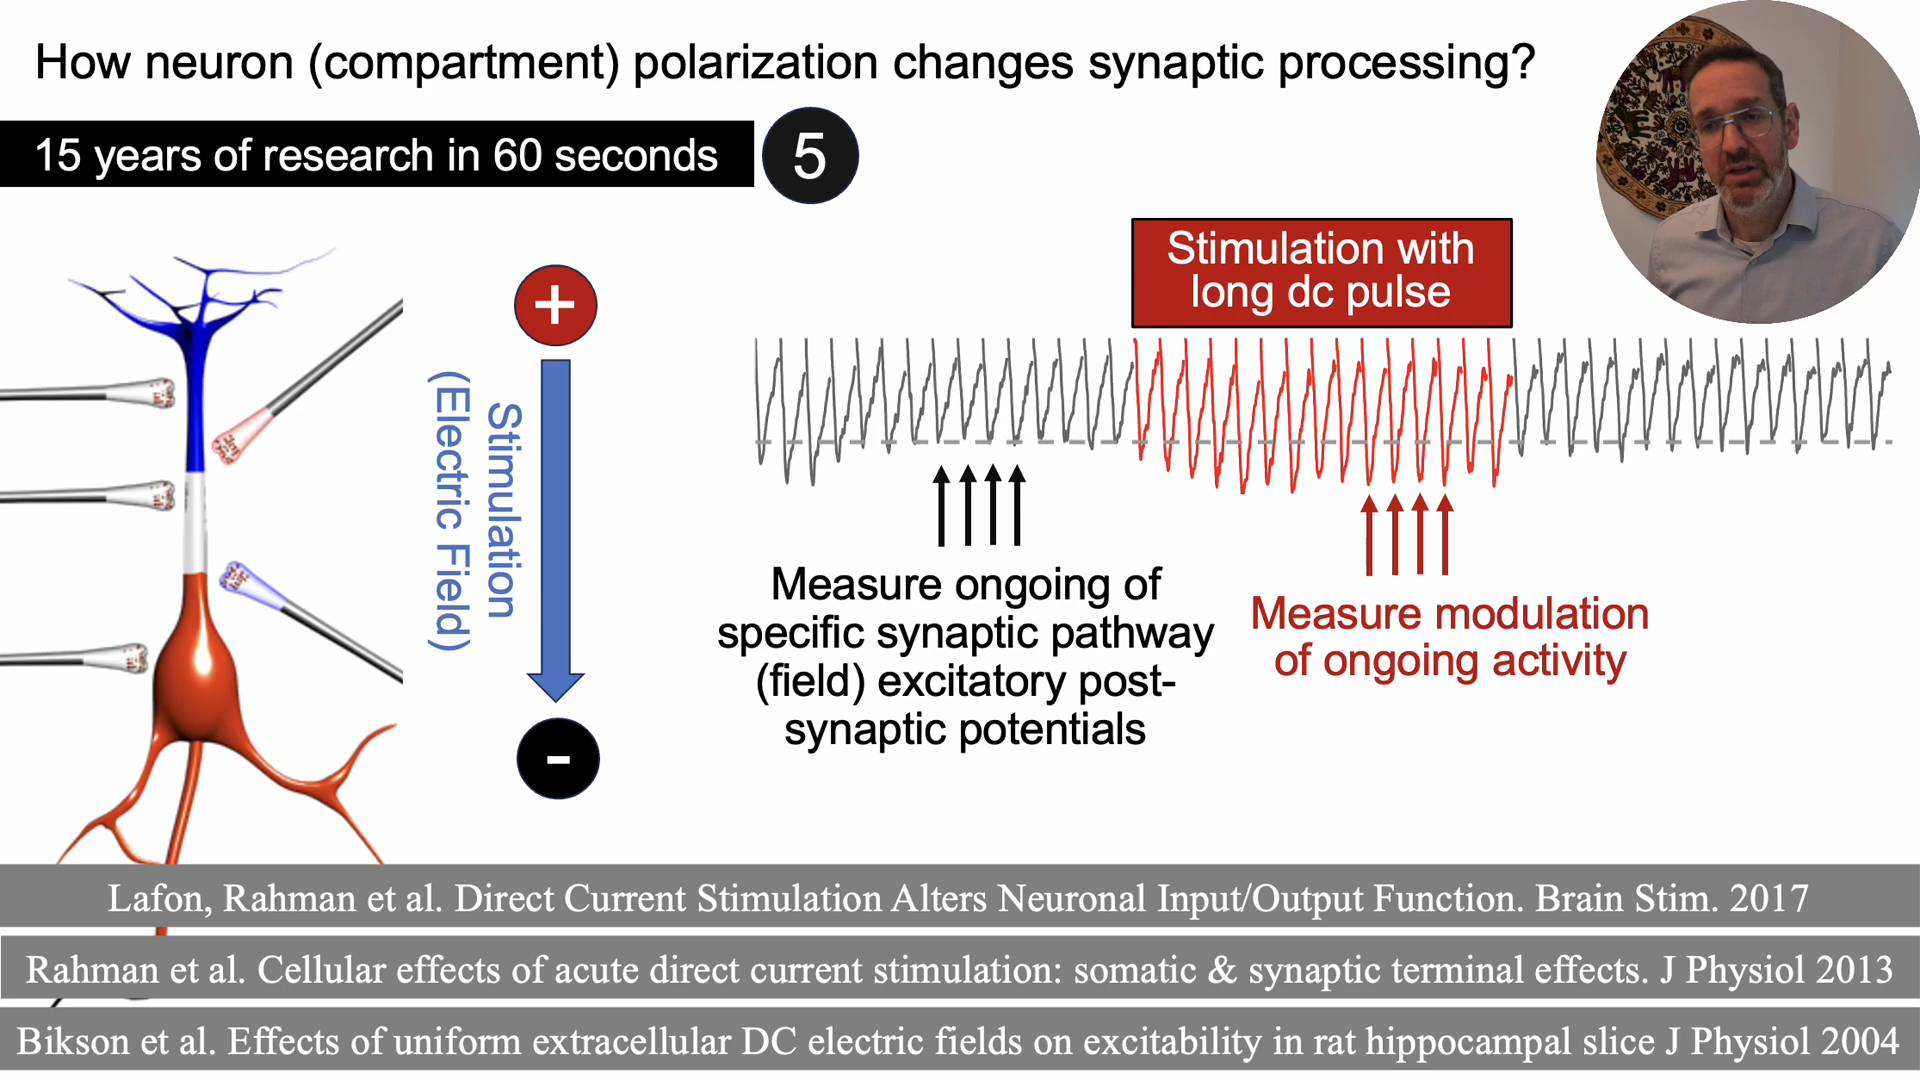 How neuron (compartment) polarization changes synaptic processing?
15 years of research in 60 seconds
5
+
Stimulation
(Electric Field)
-
Stimulation with
long dc pulse
Measure ongoing of
specific synaptic pathway
(field) excitatory post-
synaptic potentials
Measure modulation
of ongoing activity
Lafon, Rahman et al. Direct Current Stimulation Alters Neuronal Input/Output Function. Brain Stim. 2017
Rahman et al. Cellular effects of acute direct current stimulation: somatic & synaptic terminal effects. J Physiol 2013
Bikson et al. Effects of uniform extracellular DC electric fields on excitability in rat hippocampal slice J Physiol 2004